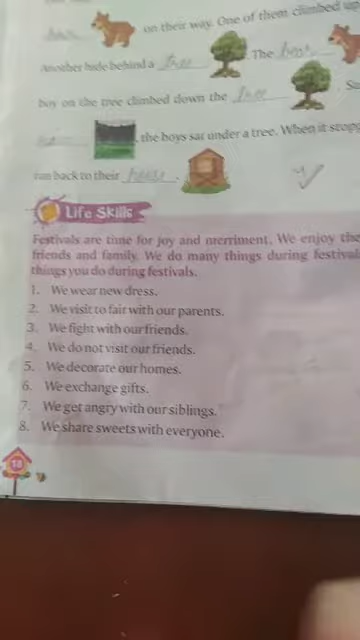 on their way. One of them climbed up
Another hide behind a tree . The bear
boy on the tree climbed down the tree .
, the boys sat under a tree. When it stopp
ran back to their house .
Life Skills
Festivals are time for joy and merriment. We enjoy the
friends and family. We do many things during festival
things you do during festivals.
1. We wear new dress.
2. We visit to fair with our parents.
3. We fight with our friends.
4. We do not visit our friends.
5. We decorate our homes.
6. We exchange gifts.
7. We get angry with our siblings.
8. We share sweets with everyone.